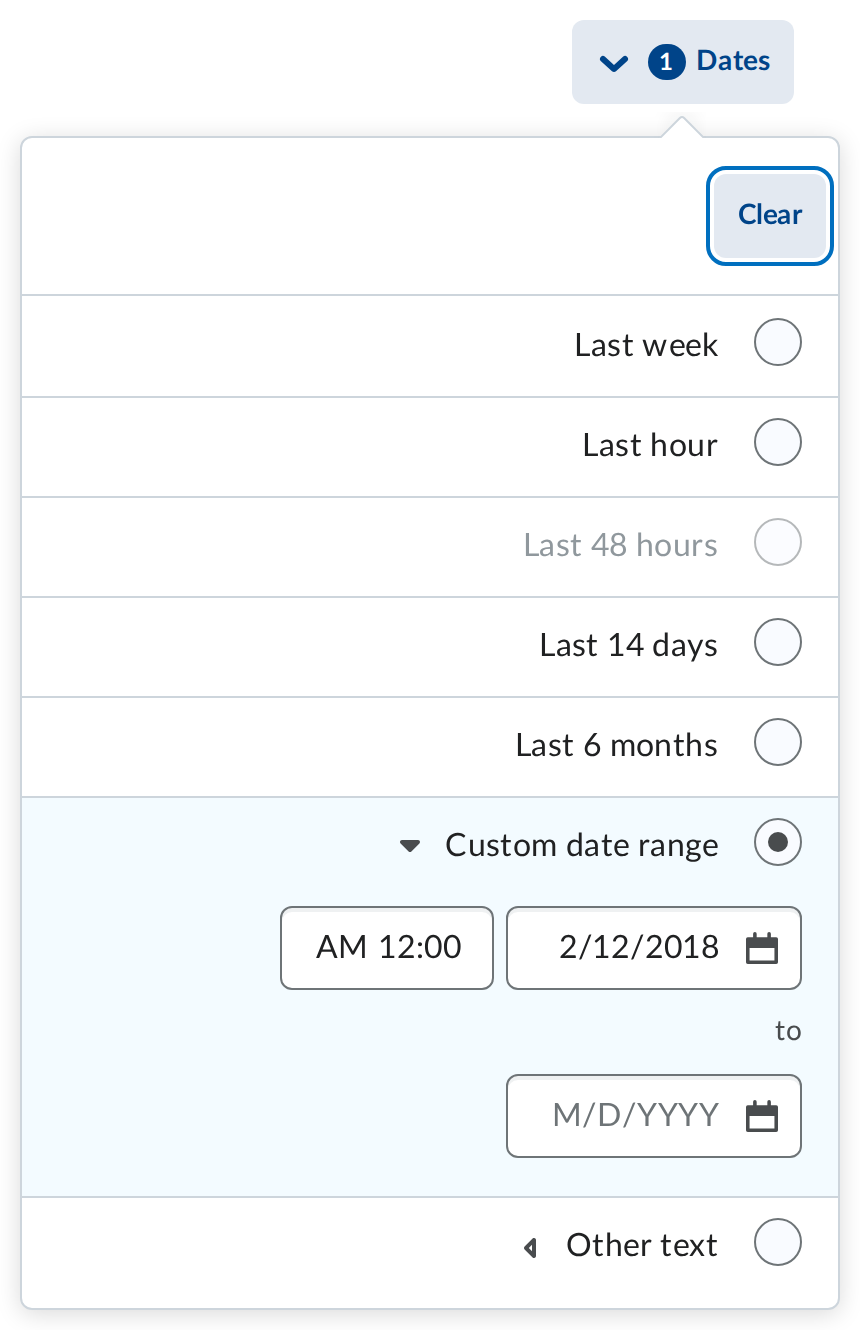 1 Dates
Clear
Last week
Last hour
Last 48 hours
Last 14 days
Last 6 months
Custom date range
2/12/2018 AM 12:00
to
M/D/YYYY
Other text